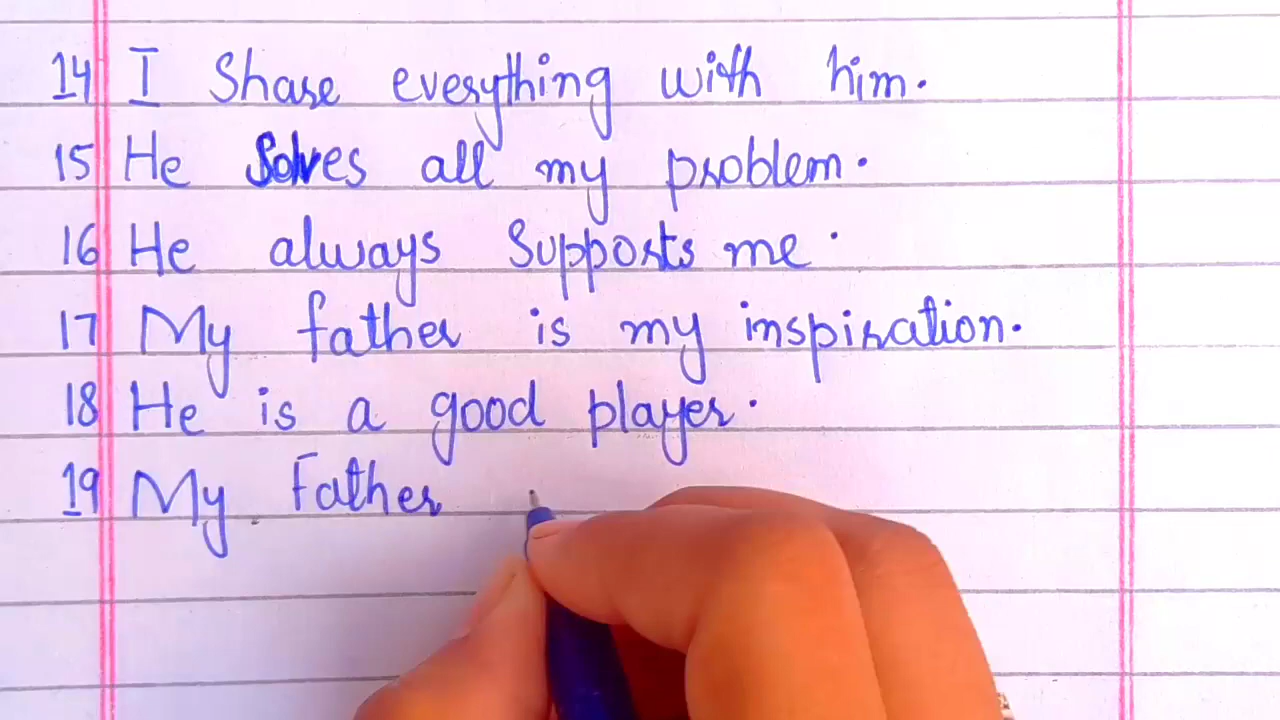 14 I Share everything with him.
15 He Solves all my problem.
16 He always Supports me.
17 My father is my inspiration.
18 He is a good player.
19 My Father